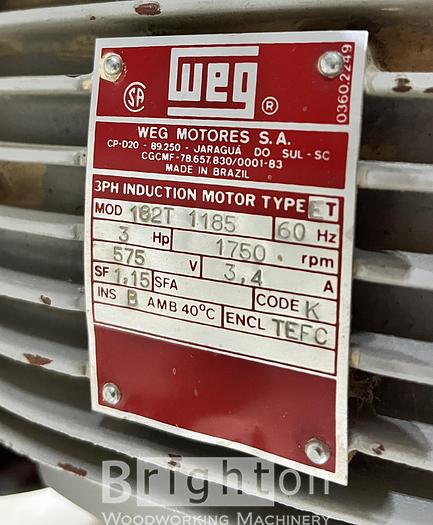 SA
weg ®
0360.2249
WEG MOTORES S.A.
CP-D20 - 89.250 - JARAGUÁ DO SUL - SC
CGCMF-78.657.830/0001-83
MADE IN BRAZIL
3PH INDUCTION MOTOR TYPE ET
MOD 182T 1185 60 Hz
3 Hp 1750 rpm
575 V 3,4 A
SF 1,15 SFA CODE K
INS B AMB 40°C ENCL TEFC
Brighton
WOODWORKING MACHINERY